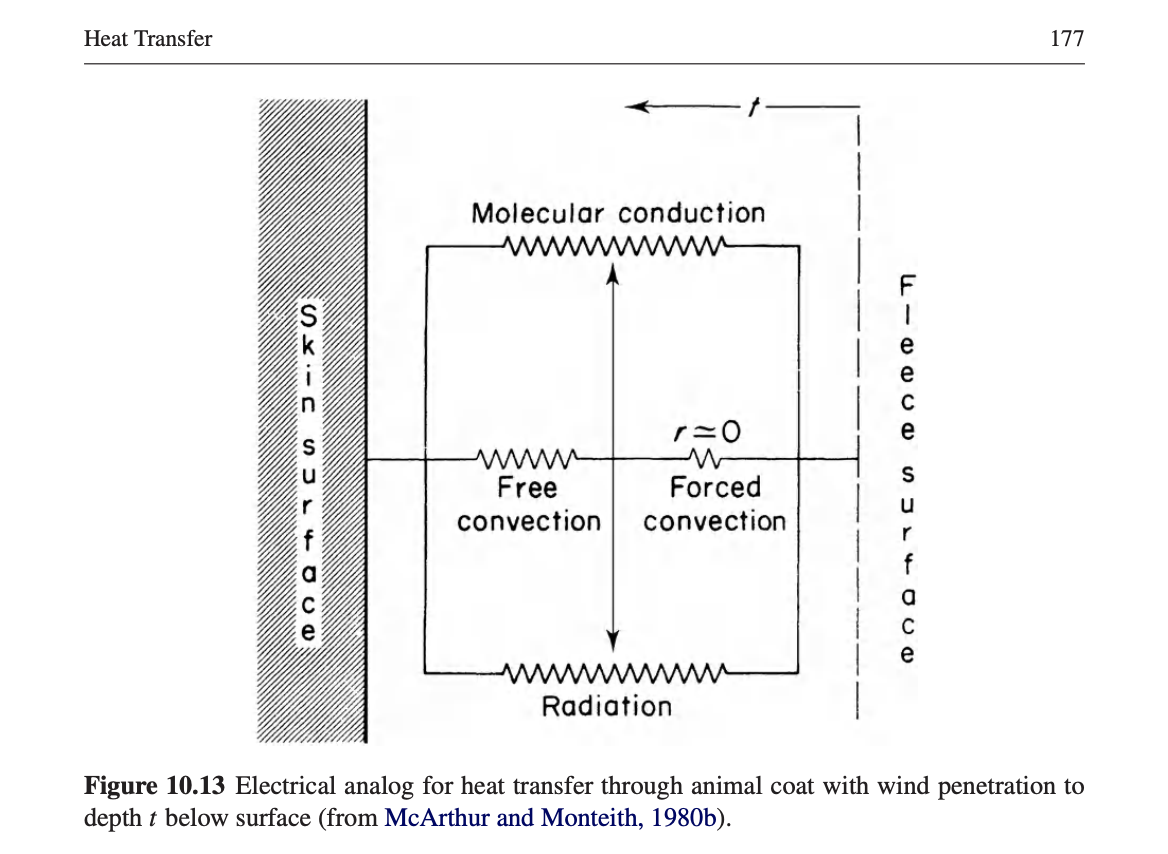 Heat Transfer 177
t
Molecular conduction
r≃0
Free convection
Forced convection
Radiation
Skin surface
Fleece surface
Figure 10.13 Electrical analog for heat transfer through animal coat with wind penetration to
depth t below surface (from McArthur and Monteith, 1980b).